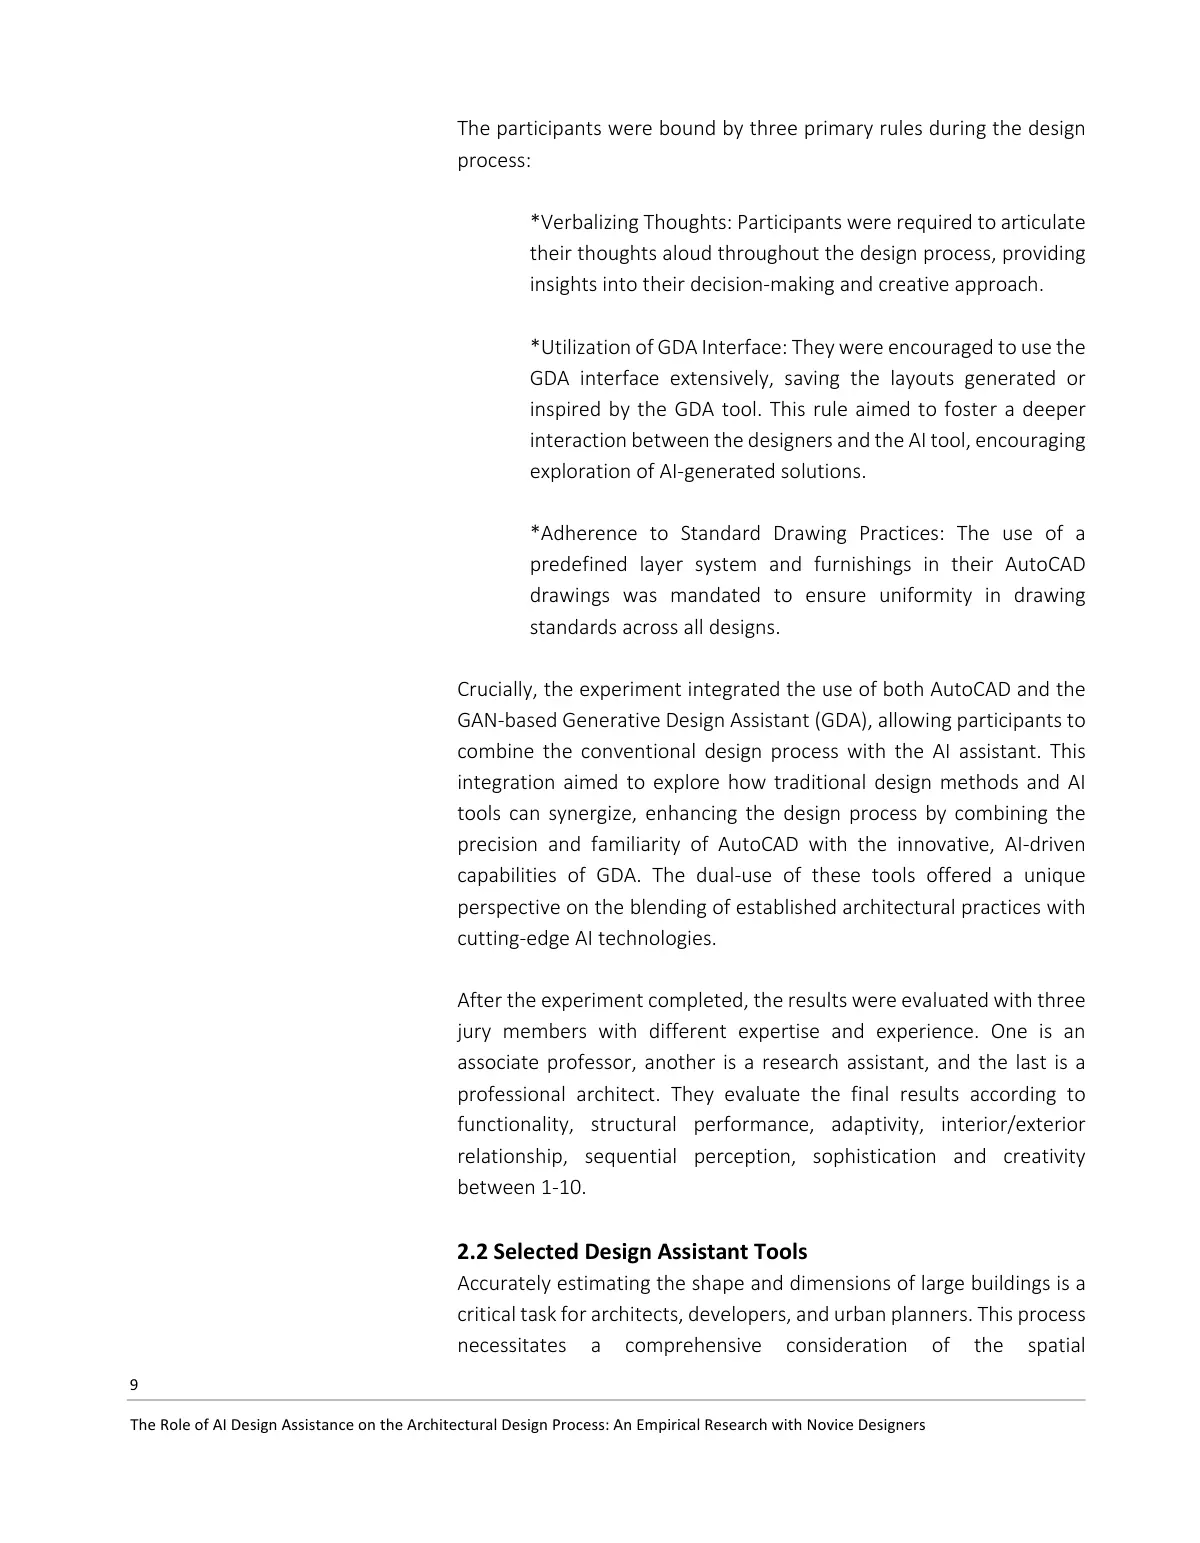 The participants were bound by three primary rules during the design
process:
*Verbalizing Thoughts: Participants were required to articulate
their thoughts aloud throughout the design process, providing
insights into their decision-making and creative approach.
*Utilization of GDA Interface: They were encouraged to use the
GDA interface extensively, saving the layouts generated or
inspired by the GDA tool. This rule aimed to foster a deeper
interaction between the designers and the AI tool, encouraging
exploration of AI-generated solutions.
*Adherence to Standard Drawing Practices: The use of a
predefined layer system and furnishings in their AutoCAD
drawings was mandated to ensure uniformity in drawing
standards across all designs.
Crucially, the experiment integrated the use of both AutoCAD and the
GAN-based Generative Design Assistant (GDA), allowing participants to
combine the conventional design process with the AI assistant. This
integration aimed to explore how traditional design methods and AI
tools can synergize, enhancing the design process by combining the
precision and familiarity of AutoCAD with the innovative, AI-driven
capabilities of GDA. The dual-use of these tools offered a unique
perspective on the blending of established architectural practices with
cutting-edge AI technologies.
After the experiment completed, the results were evaluated with three
jury members with different expertise and experience. One is an
associate professor, another is a research assistant, and the last is a
professional architect. They evaluate the final results according to
functionality, structural performance, adaptivity, interior/exterior
relationship, sequential perception, sophistication and creativity
between 1-10.
2.2 Selected Design Assistant Tools
Accurately estimating the shape and dimensions of large buildings is a
critical task for architects, developers, and urban planners. This process
necessitates a comprehensive consideration of the spatial
9
The Role of AI Design Assistance on the Architectural Design Process: An Empirical Research with Novice Designers